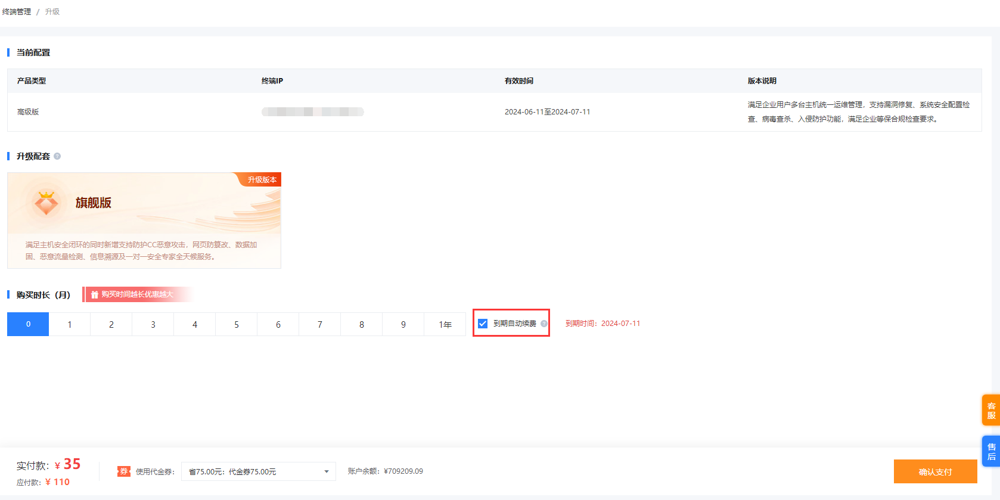 终端管理 / 升级
当前配置
产品类型 终端IP 有效时间 版本说明
高级版 2024-06-11至2024-07-11 满足企业用户多台主机统一运维管理，支持漏洞修复、系统安全配置检
查、病毒查杀、入侵防护功能，满足企业等保合规检查要求。
升级配套 ?
升级版本
旗舰版
满足主机安全闭环的同时新增支持防护CC恶意攻击，网页防篡改、数据加
固、恶意流量检测、信息溯源及一对一安全专家全天候服务。
购买时长（月） 购买时间越长优惠越大
0 1 2 3 4 5 6 7 8 9 1年 到期自动续费 ? 到期时间：2024-07-11
客服
售后
实付款：¥ 35
应付款：¥ 110
券 使用代金券： 省75.00元：代金券75.00元 账户余额：¥709209.09
确认支付